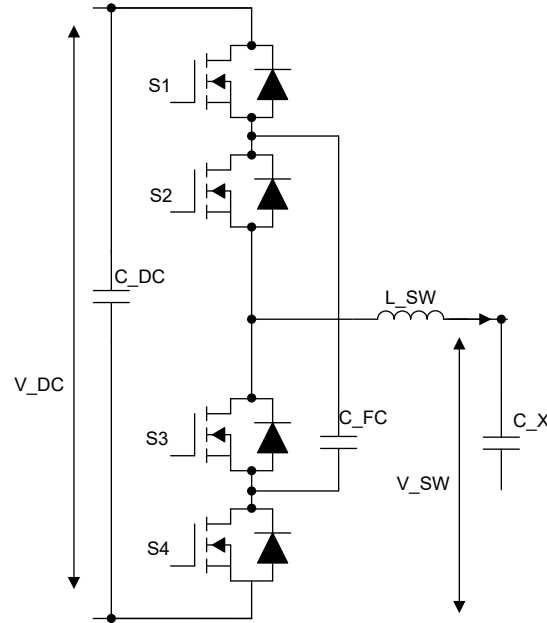 S1
S2
C_DC
L_SW
V_DC
C_X
S3
C_FC
V_SW
S4